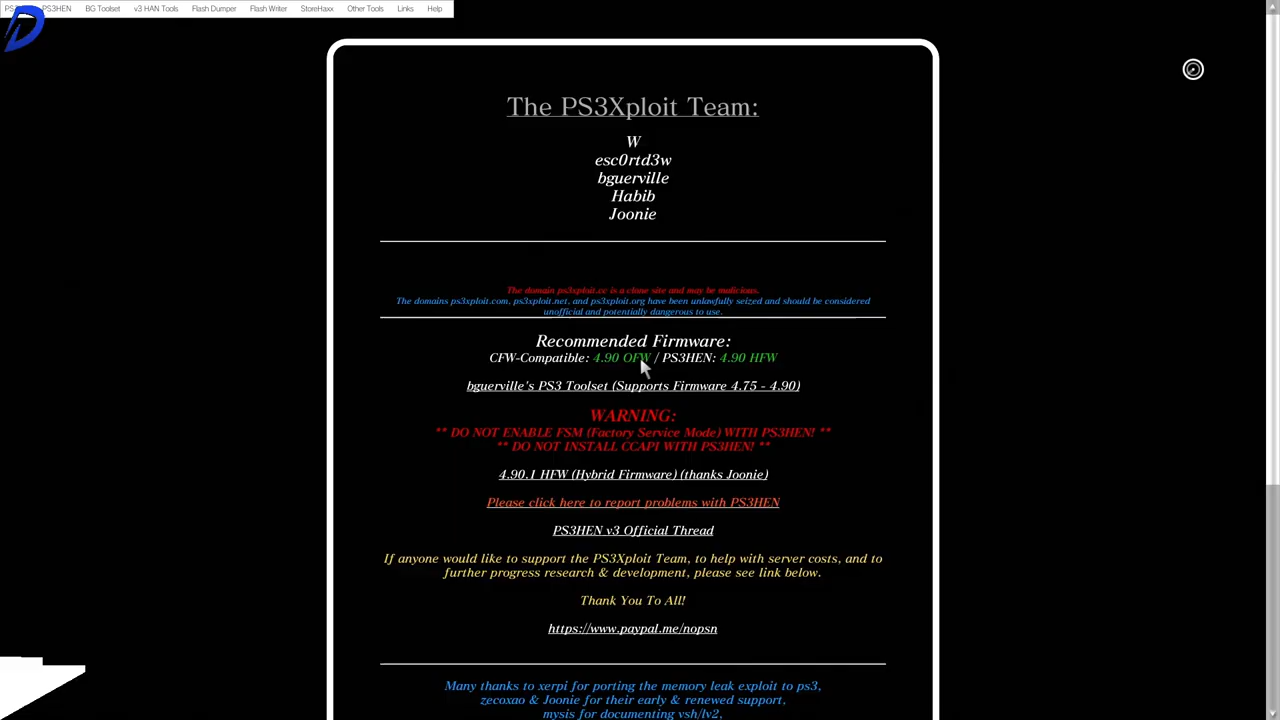 PS3HEN BG Toolset v3 HAN Tools Flash Dumper Flash Writer StoreHaxx Other Tools Links Help
The PS3Xploit Team:
W
esc0rtd3w
bguerville
Habib
Joonie
The domain ps3xploit.cc is a clone site and may be malicious.
The domains ps3xploit.com, ps3xploit.net, and ps3xploit.org have been unlawfully seized and should be considered
unofficial and potentially dangerous to use.
Recommended Firmware:
CFW-Compatible: 4.90 OFW / PS3HEN: 4.90 HFW
bguerville's PS3 Toolset (Supports Firmware 4.75 - 4.90)
WARNING:
** DO NOT ENABLE FSM (Factory Service Mode) WITH PS3HEN! **
** DO NOT INSTALL CCAPI WITH PS3HEN! **
4.90.1 HFW (Hybrid Firmware) (thanks Joonie)
Please click here to report problems with PS3HEN
PS3HEN v3 Official Thread
If anyone would like to support the PS3Xploit Team, to help with server costs, and to
further progress research & development, please see link below.
Thank You To All!
https://www.paypal.me/nopsn
Many thanks to xerpi for porting the memory leak exploit to ps3,
zecoxao & Joonie for their early & renewed support,
mysis for documenting vsh/lv2,